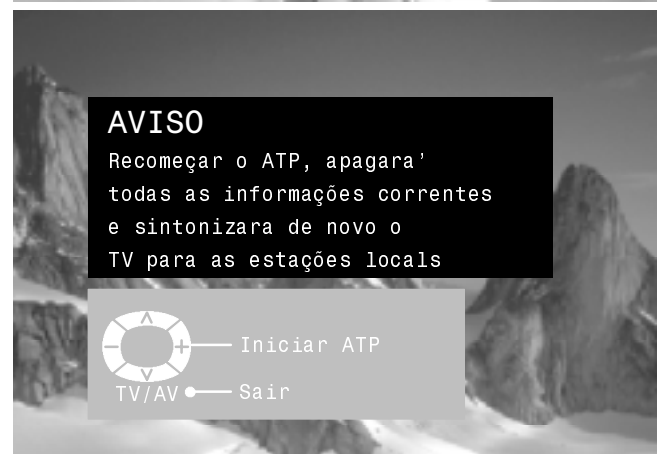 AVISO
Recomeçar o ATP, apagara’
todas as informações correntes
e sintonizara de novo o
TV para as estações locals
Iniciar ATP
TV/AV Sair